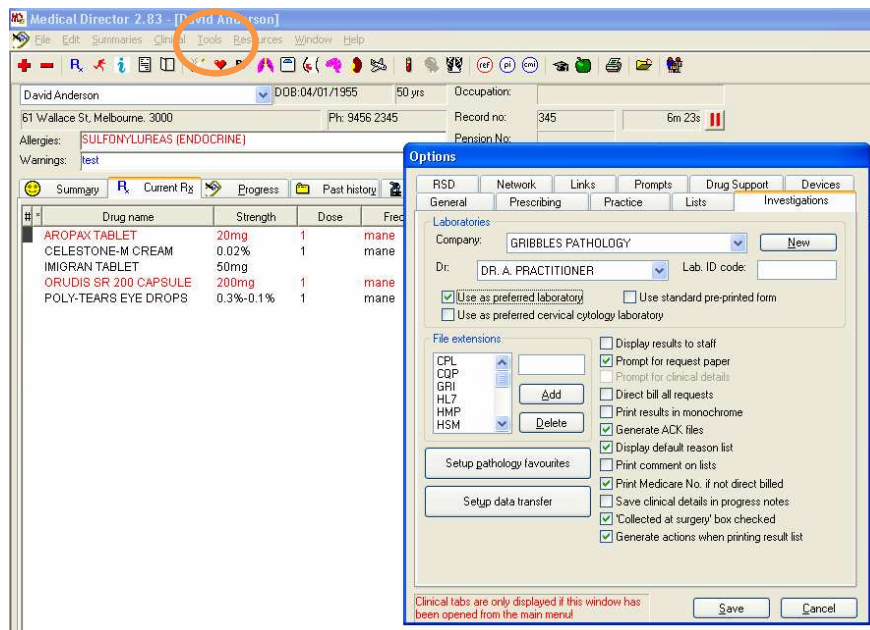 Medical Director 2.83 - [David Anderson]
File Edit Summaries Clinical Tools Resources Window Help
Rx i ref pi cmi
David Anderson DOB:04/01/1955 50 yrs Occupation:
61 Wallace St, Melbourne. 3000 Ph: 9456 2345 Record no: 345 6m 23s
Allergies: SULFONYLUREAS (ENDOCRINE) Pension No:
Warnings: test
Summary Rx Current Rx Progress Past history
# * Drug name Strength Dose Freq
AROPAX TABLET 20mg 1 mane
CELESTONE-M CREAM 0.02% 1 mane
IMIGRAN TABLET 50mg
ORUDIS SR 200 CAPSULE 200mg 1 mane
POLY-TEARS EYE DROPS 0.3%-0.1% 1 mane
Options
RSD Network Links Prompts Drug Support Devices
General Prescribing Practice Lists Investigations
Laboratories
Company: GRIBBLES PATHOLOGY New
Dr: DR. A. PRACTITIONER Lab. ID code:
Use as preferred laboratory Use standard pre-printed form
Use as preferred cervical cytology laboratory
File extensions
CPL
CQP
GRI
HL7
HMP
HSM
Add
Delete
Setup pathology favourites
Setup data transfer
Display results to staff
Prompt for request paper
Prompt for clinical details
Direct bill all requests
Print results in monochrome
Generate ACK files
Display default reason list
Print comment on lists
Print Medicare No. if not direct billed
Save clinical details in progress notes
'Collected at surgery' box checked
Generate actions when printing result list
Clinical tabs are only displayed if this window has
been opened from the main menu!
Save Cancel